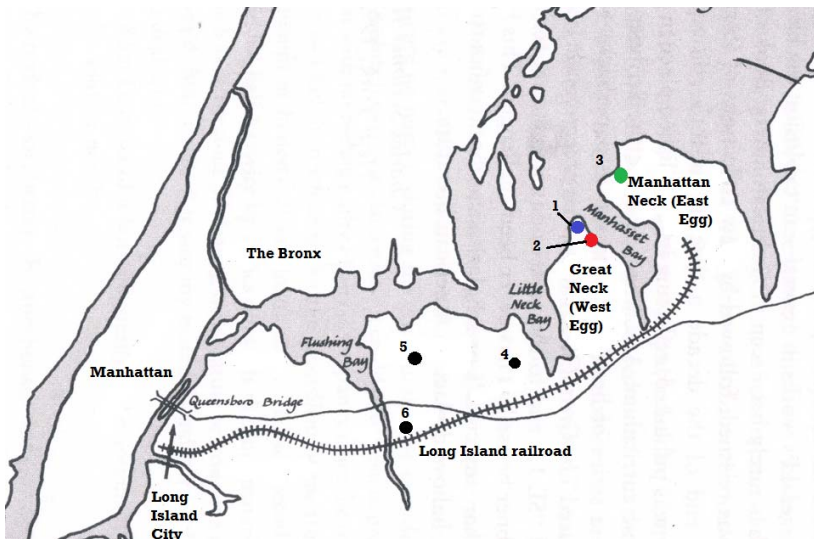 3
Manhattan
Neck (East
Egg)
1
Manhasset
Bay
2
The Bronx
Great
Neck (West
Egg)
Little
Neck
Bay
Flushing
Bay
5
4
Manhattan
Queensboro Bridge
6
Long Island railroad
Long
Island
City